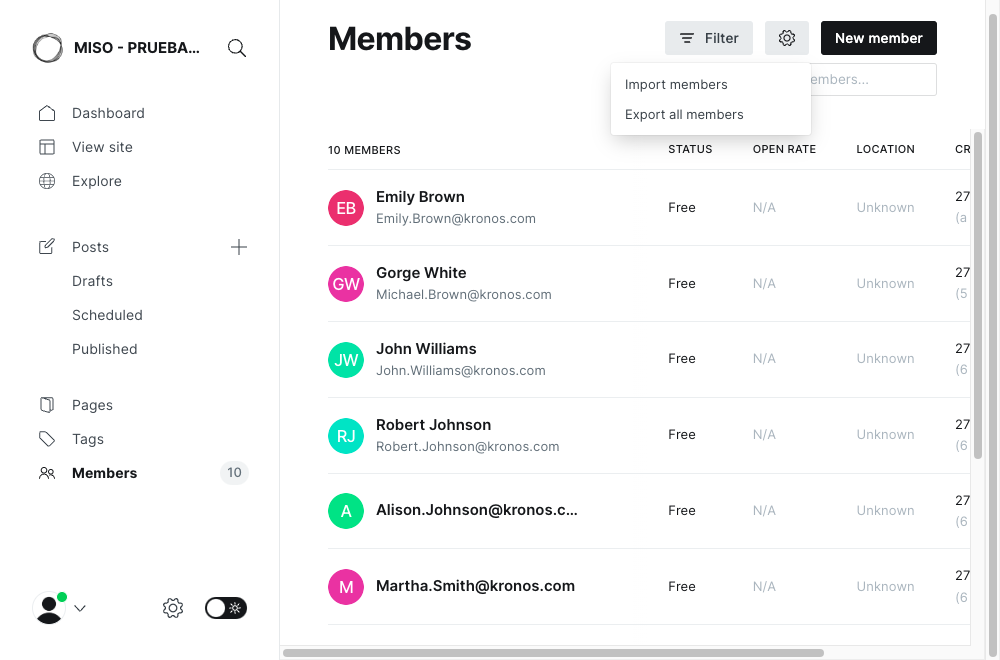 MISO - PRUEBA...
Dashboard
View site
Explore
Posts
Drafts
Scheduled
Published
Pages
Tags
Members
10
Members
Filter
New member
Import members
Export all members
embers...
10 MEMBERS
STATUS
OPEN RATE
LOCATION
CR
EB
Emily Brown
Emily.Brown@kronos.com
Free
N/A
Unknown
27
(a
GW
Gorge White
Michael.Brown@kronos.com
Free
N/A
Unknown
27
(5
JW
John Williams
John.Williams@kronos.com
Free
N/A
Unknown
27
(6
RJ
Robert Johnson
Robert.Johnson@kronos.com
Free
N/A
Unknown
27
(6
A
Alison.Johnson@kronos.c...
Free
N/A
Unknown
27
(6
M
Martha.Smith@kronos.com
Free
N/A
Unknown
27
(6